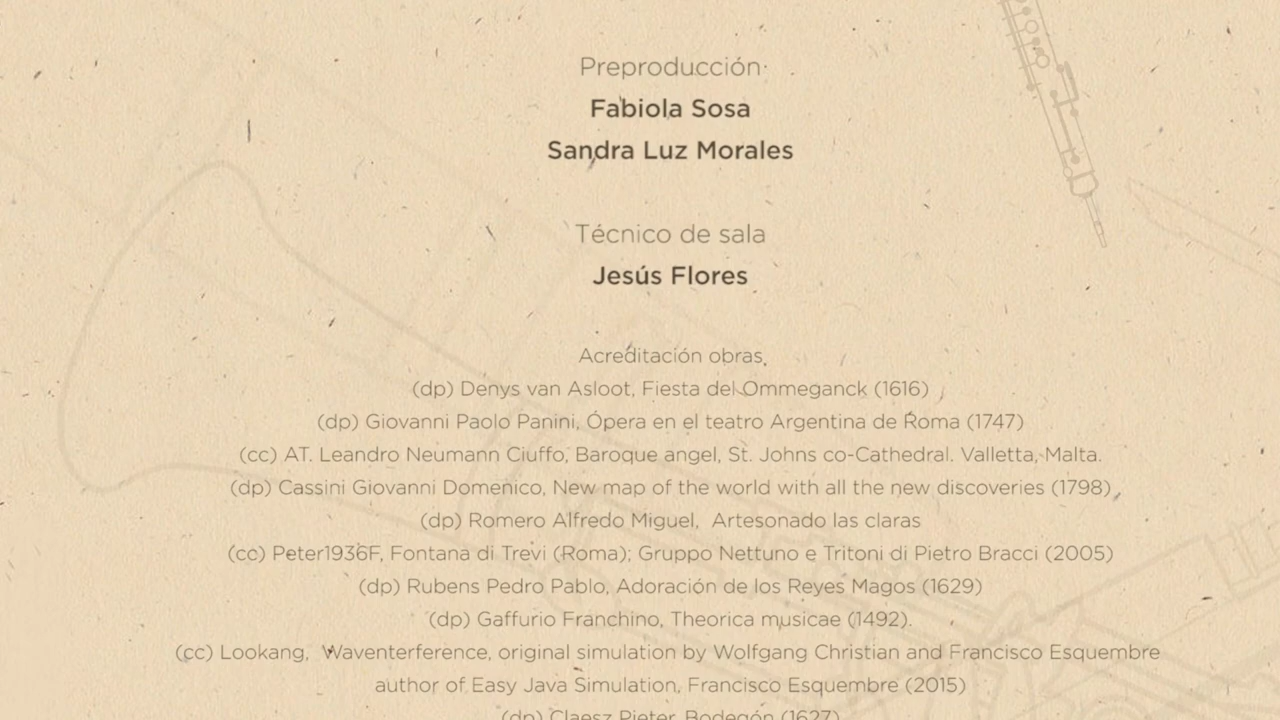 Preproducción
Fabiola Sosa
Sandra Luz Morales
Técnico de sala
Jesús Flores
Acreditación obras
(dp) Denys van Asloot, Fiesta del Ommeganck (1616)
(dp) Giovanni Paolo Panini, Ópera en el teatro Argentina de Roma (1747)
(cc) AT. Leandro Neumann Ciuffo, Baroque angel, St. Johns co-Cathedral. Valletta, Malta.
(dp) Cassini Giovanni Domenico, New map of the world with all the new discoveries (1798)
(dp) Romero Alfredo Miguel, Artesonado las claras
(cc) Peter1936F, Fontana di Trevi (Roma); Gruppo Nettuno e Tritoni di Pietro Bracci (2005)
(dp) Rubens Pedro Pablo, Adoración de los Reyes Magos (1629)
(dp) Gaffurio Franchino, Theorica musicae (1492).
(cc) Lookang, Waventerference, original simulation by Wolfgang Christian and Francisco Esquembre
author of Easy Java Simulation, Francisco Esquembre (2015)
(dp) Claesz Pieter, Bodegón (1627)